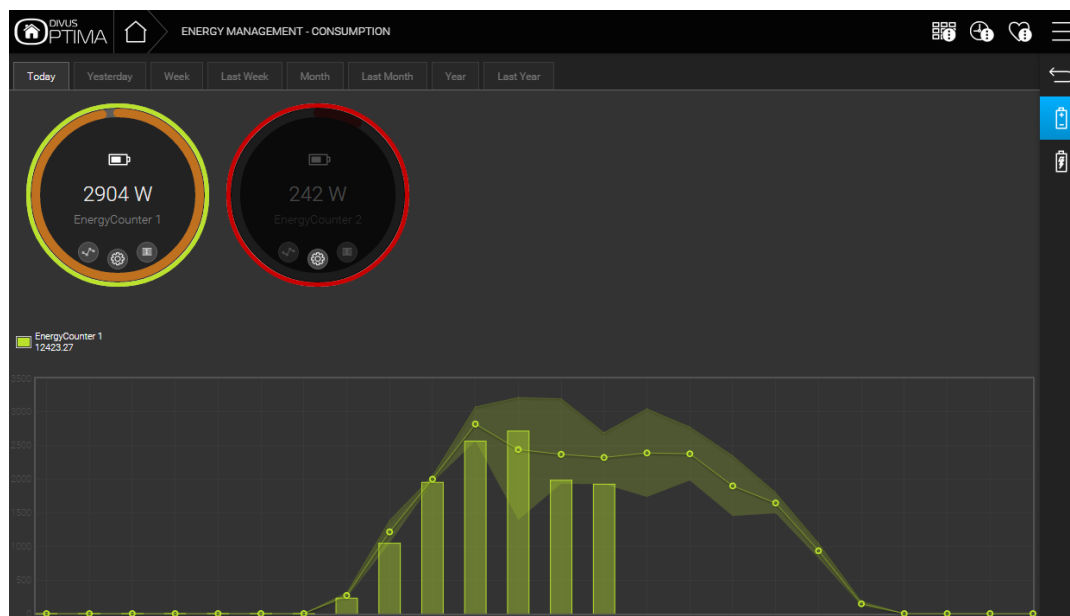 DIVUS
OPTIMA
ENERGY MANAGEMENT - CONSUMPTION
Today Yesterday Week Last Week Month Last Month Year Last Year
2904 W
EnergyCounter 1
242 W
EnergyCounter 2
EnergyCounter 1
12423.27
3500
3000
2500
2000
1500
1000
500
0